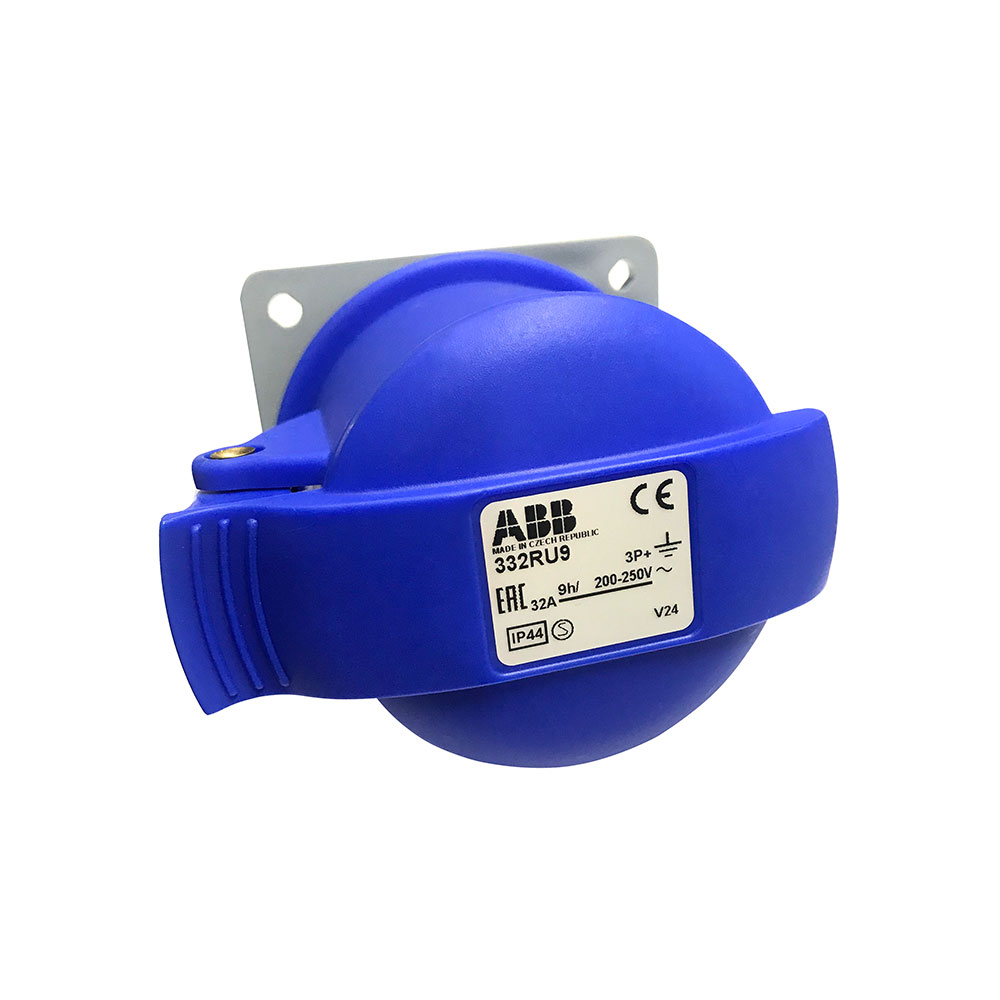 ABB
MADE IN CZECH REPUBLIC
CE
332RU9
3P+
EAC 32A 9h/ 200-250V ~
IP44 S
V24